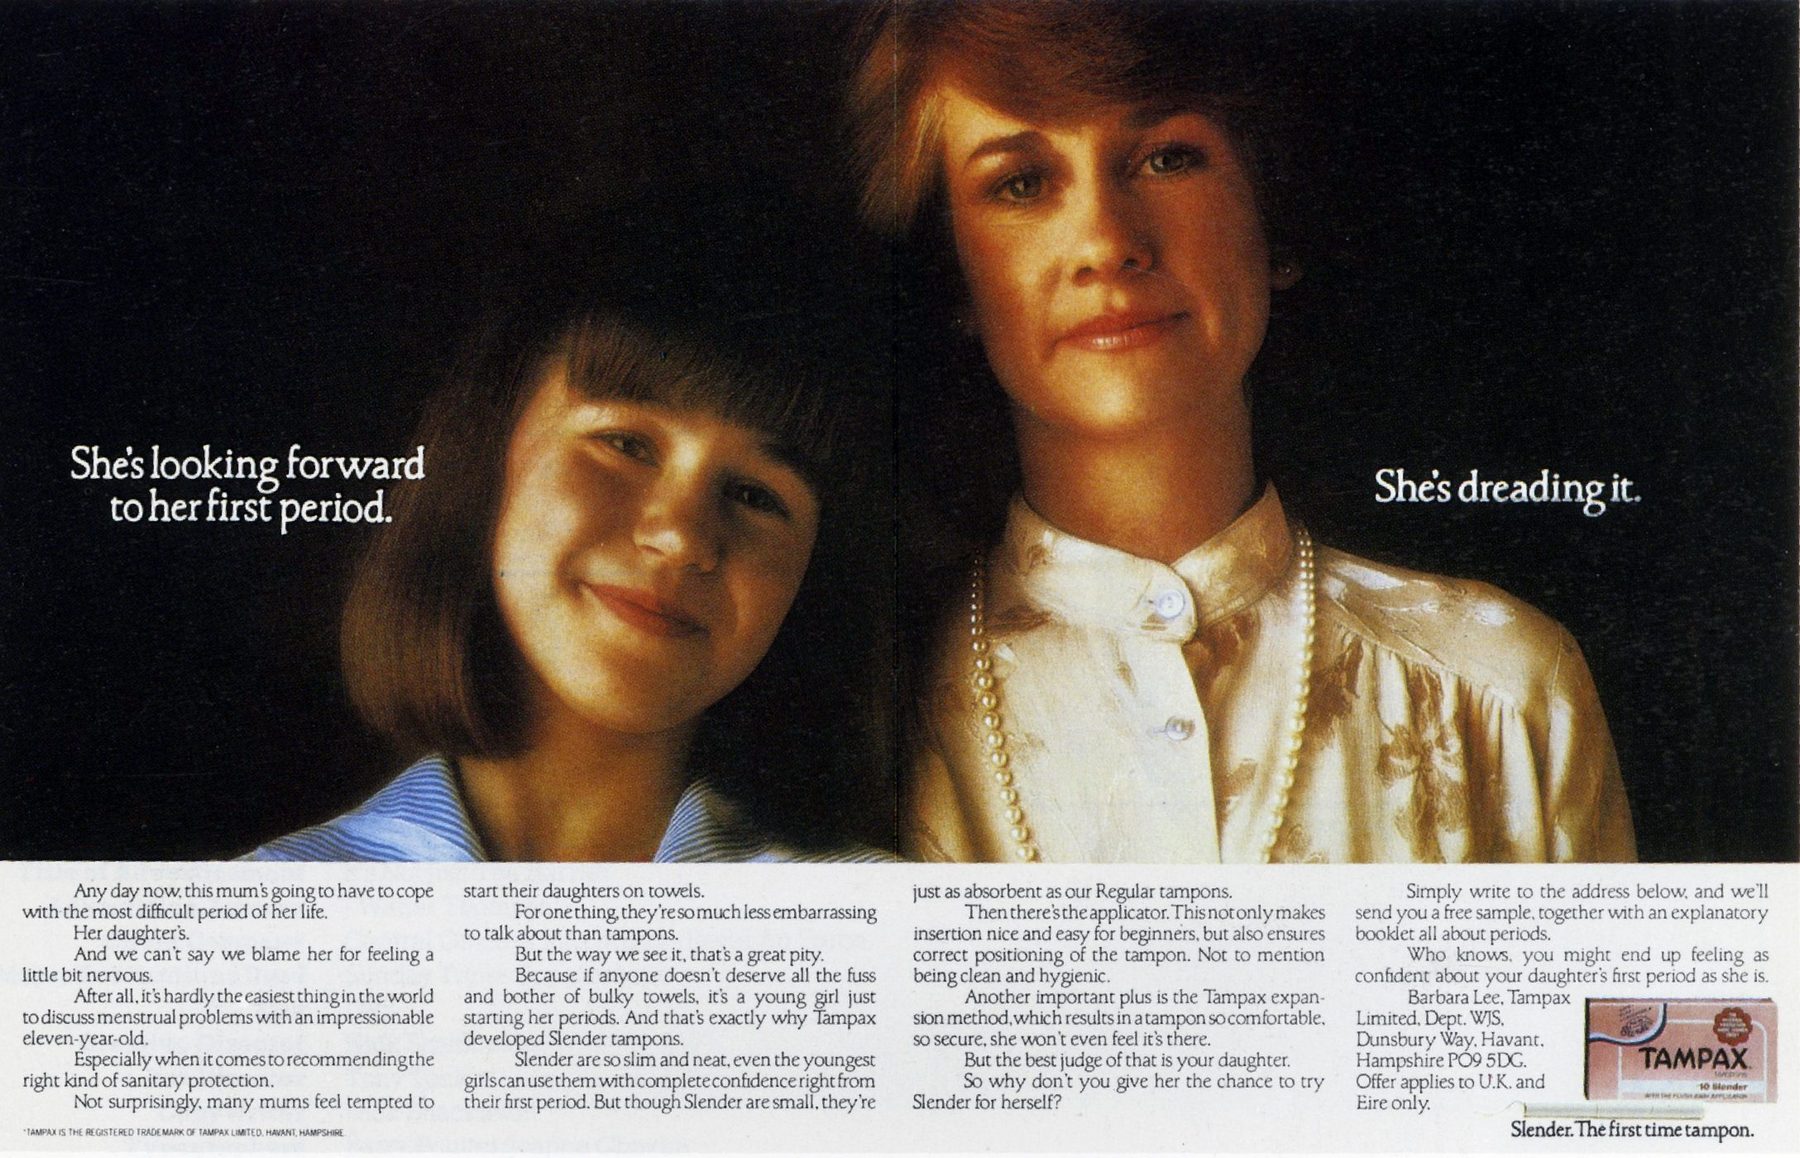 She's looking forward
to her first period.
She's dreading it.
Any day now, this mum's going to have to cope
with the most difficult period of her life.
Her daughter's.
And we can't say we blame her for feeling a
little bit nervous.
After all, it's hardly the easiest thing in the world
to discuss menstrual problems with an impressionable
eleven-year-old.
Especially when it comes to recommending the
right kind of sanitary protection.
Not surprisingly, many mums feel tempted to
start their daughters on towels.
For one thing, they're so much less embarrassing
to talk about than tampons.
But the way we see it, that's a great pity.
Because if anyone doesn't deserve all the fuss
and bother of bulky towels, it's a young girl just
starting her periods. And that's exactly why Tampax
developed Slender tampons.
Slender are so slim and neat, even the youngest
girls can use them with complete confidence right from
their first period. But though Slender are small, they're
just as absorbent as our Regular tampons.
Then there's the applicator. This not only makes
insertion nice and easy for beginners, but also ensures
correct positioning of the tampon. Not to mention
being clean and hygienic.
Another important plus is the Tampax expan-
sion method, which results in a tampon so comfortable,
so secure, she won't even feel it's there.
But the best judge of that is your daughter.
So why don't you give her the chance to try
Slender for herself?
Simply write to the address below, and we'll
send you a free sample, together with an explanatory
booklet all about periods.
Who knows, you might end up feeling as
confident about your daughter's first period as she is.
Barbara Lee, Tampax
Limited, Dept. WJS,
Dunsbury Way, Havant,
Hampshire PO9 5DG.
Offer applies to U.K. and
Eire only.
TAMPAX
10 Slender
Slender. The first time tampon.
*TAMPAX IS THE REGISTERED TRADE MARK OF TAMPAX LIMITED, HAVANT, HAMPSHIRE.